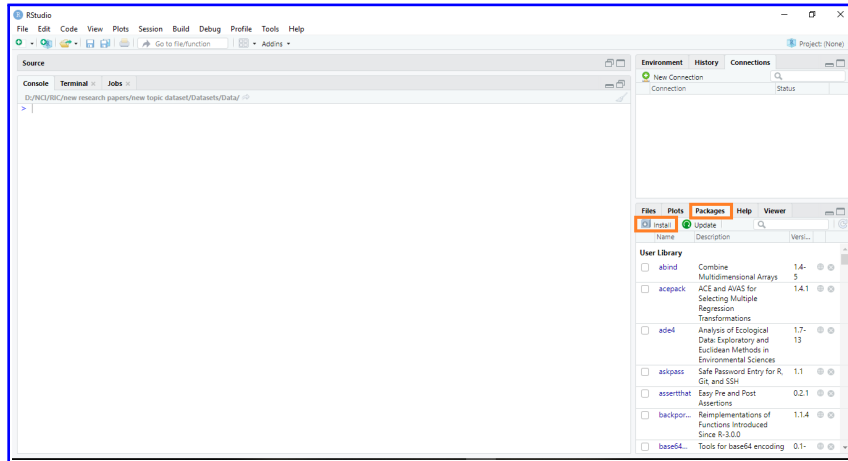 RStudio
File Edit Code View Plots Session Build Debug Profile Tools Help
Go to file/function Addins Project: (None)
Source
Console Terminal Jobs
D:/NCI/RIC/new research papers/new topic dataset/Datasets/Data/
>
Environment History Connections
New Connection
Connection Status
Files Plots Packages Help Viewer
Install Update
Name Description Versi...
User Library
abind Combine 1.4-
Multidimensional Arrays 5
acepack ACE and AVAS for 1.4.1
Selecting Multiple
Regression
Transformations
ade4 Analysis of Ecological 1.7-
Data: Exploratory and 13
Euclidean Methods in
Environmental Sciences
askpass Safe Password Entry for R, 1.1
Git, and SSH
assertthat Easy Pre and Post 0.2.1
Assertions
backpor... Reimplementations of 1.1.4
Functions Introduced
Since R-3.0.0
base64... Tools for base64 encoding 0.1-